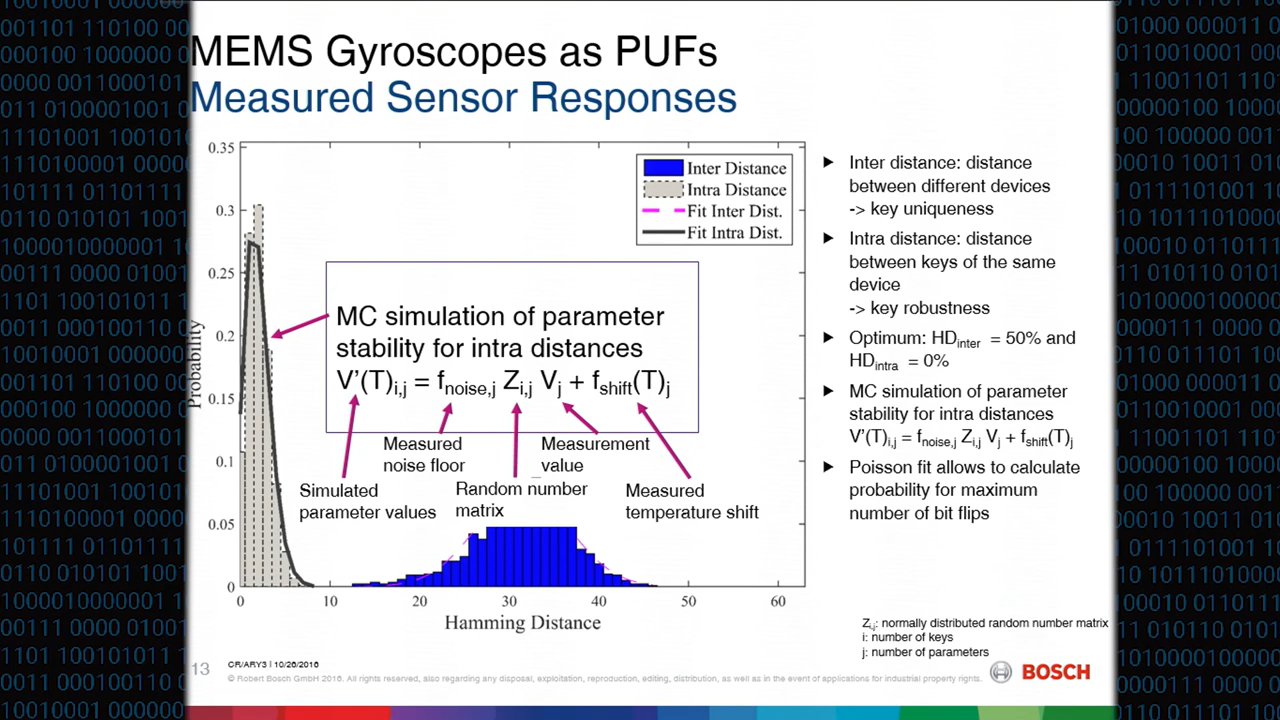 MEMS Gyroscopes as PUFs
Measured Sensor Responses
0.35
0.3
0.25
0.2
0.15
0.1
0.05
0
Probability
0 10 20 30 40 50 60
Hamming Distance
Inter Distance
Intra Distance
Fit Inter Dist.
Fit Intra Dist.
MC simulation of parameter
stability for intra distances
V'(T)i,j = fnoise,j Zi,j Vj + fshift(T)j
Measured
noise floor
Measurement
value
Simulated
parameter values
Random number
matrix
Measured
temperature shift
► Inter distance: distance
between different devices
-> key uniqueness
► Intra distance: distance
between keys of the same
device
-> key robustness
► Optimum: HDinter = 50% and
HDintra = 0%
► MC simulation of parameter
stability for intra distances
V'(T)i,j = fnoise,j Zi,j Vj + fshift(T)j
► Poisson fit allows to calculate
probability for maximum
number of bit flips
Zi,j: normally distributed random number matrix
i: number of keys
j: number of parameters
13
CR/ARY3 | 10/26/2016
© Robert Bosch GmbH 2016. All rights reserved, also regarding any disposal, exploitation, reproduction, editing, distribution, as well as in the event of applications for industrial property rights.
BOSCH